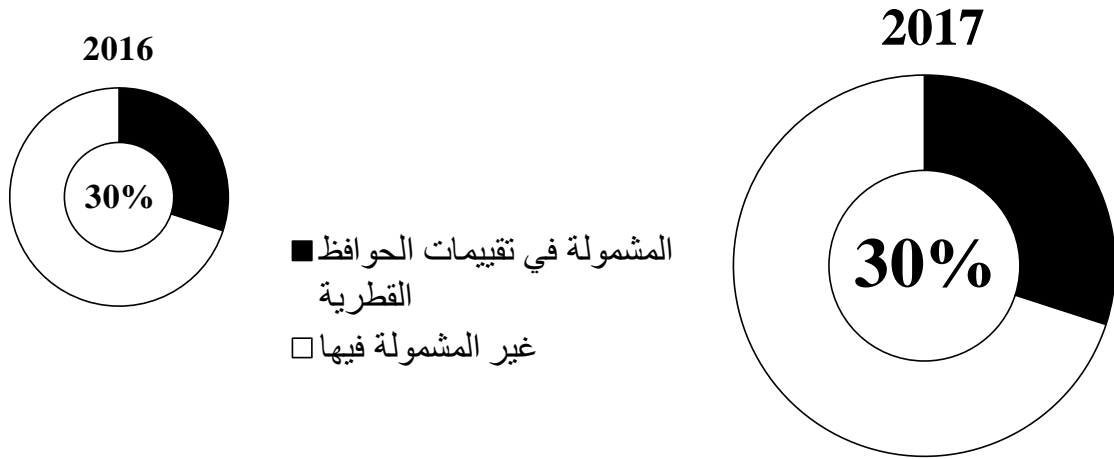 2016
30%
المشمولة في تقييمات الحوافظ
القطرية
غير المشمولة فيها
2017
30%